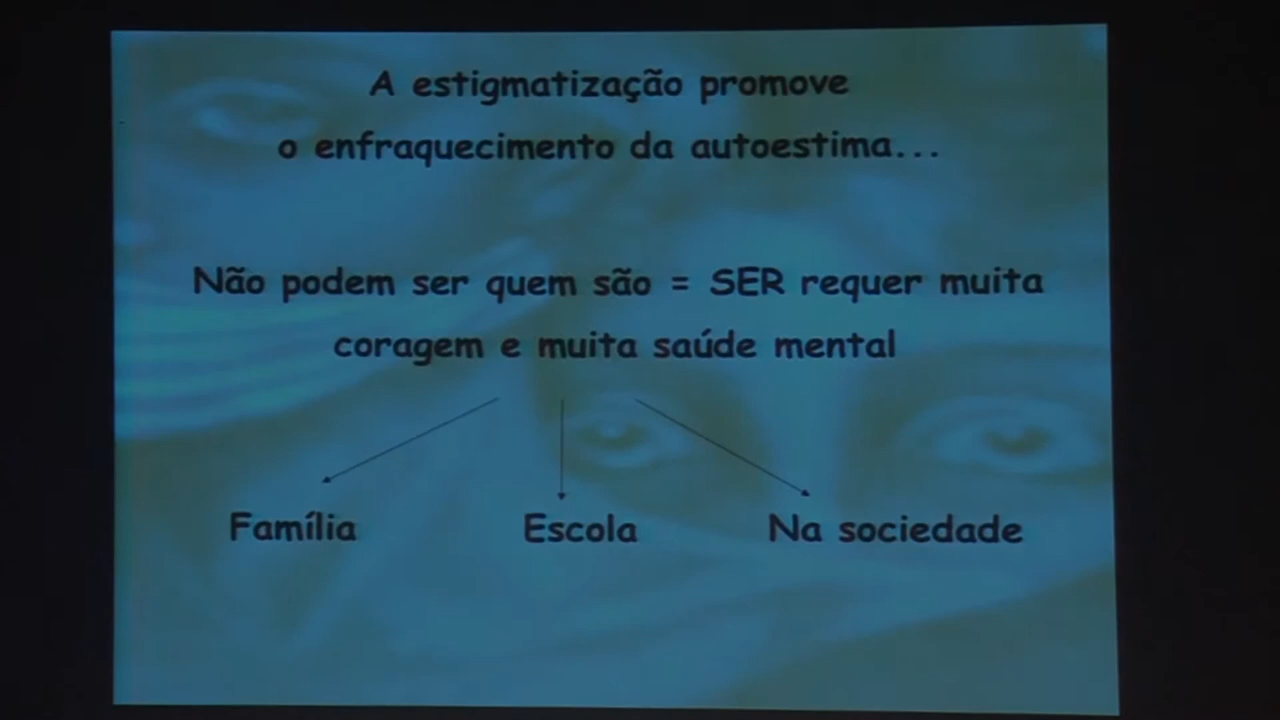 A estigmatização promove
o enfraquecimento da autoestima...
Não podem ser quem são = SER requer muita
coragem e muita saúde mental
Família Escola Na sociedade